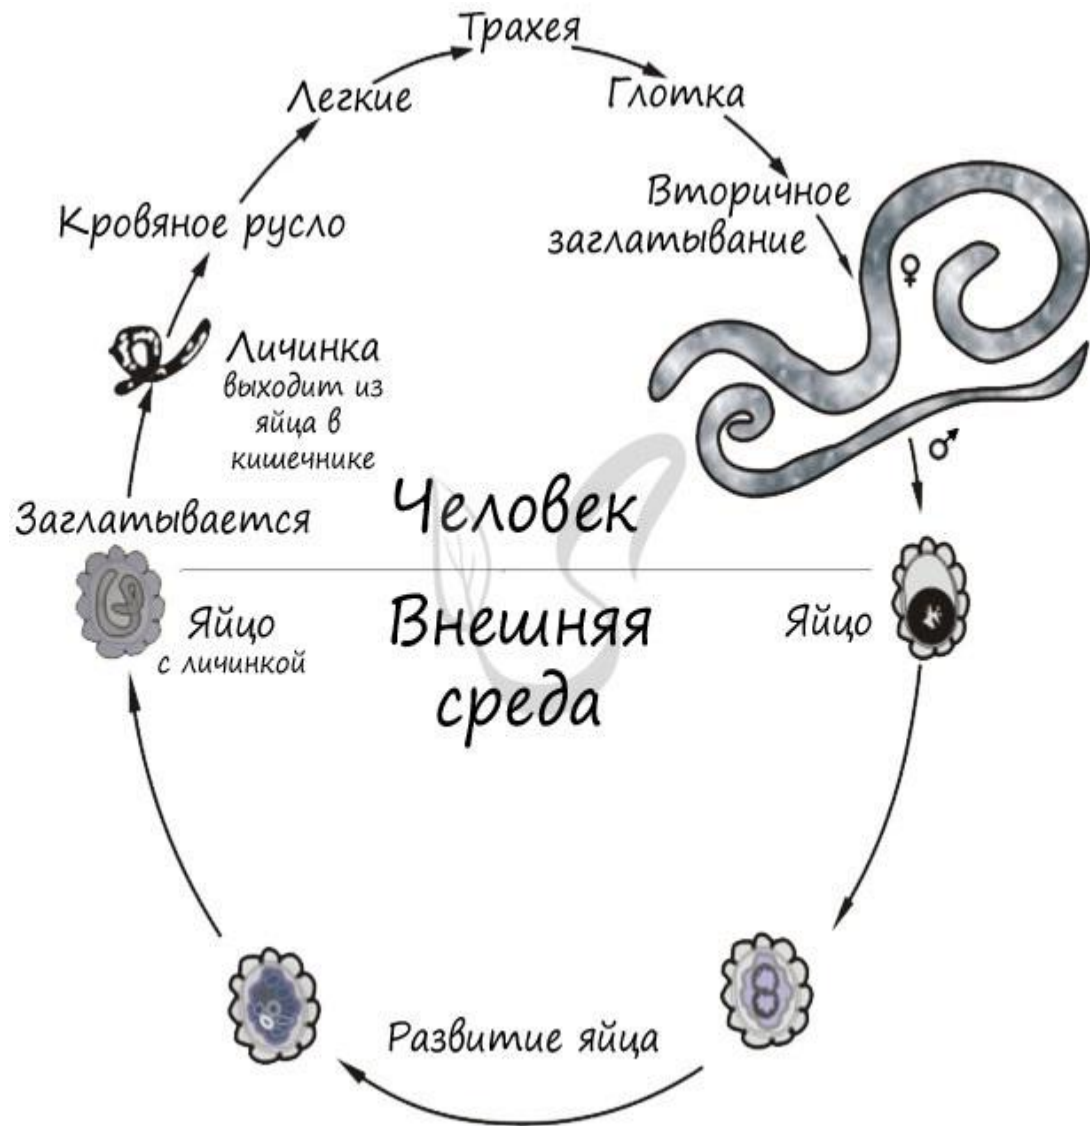 Трахея
Легкие
Глотка
Вторичное
заглатывание
Кровяное русло
Личинка
выходит из
яйца в
кишечнике
Заглатывается
Человек
Внешняя
среда
Яйцо
с личинкой
Яйцо
Развитие яйца